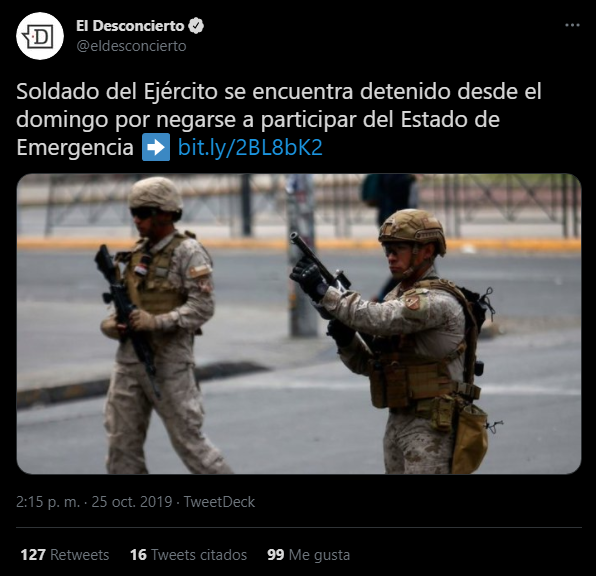 El Desconcierto
@eldesconcierto
Soldado del Ejército se encuentra detenido desde el
domingo por negarse a participar del Estado de
Emergencia ➡ bit.ly/2BL8bK2
2:15 p. m. · 25 oct. 2019 · TweetDeck
127 Retweets 16 Tweets citados 99 Me gusta